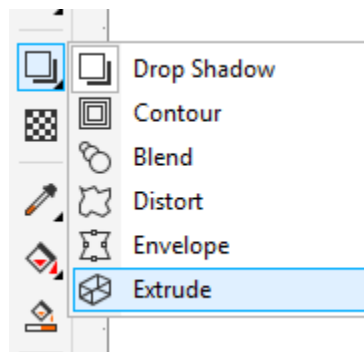 Drop Shadow
Contour
Blend
Distort
Envelope
Extrude